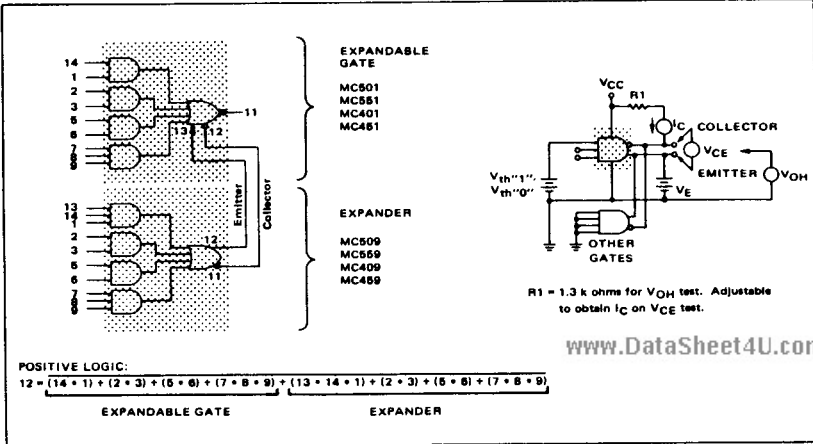 EXPANDABLE
GATE
MC501
MC551
MC401
MC451
14
1
2
3
5
6
7
8
9
13
12
11
Emitter
Collector
EXPANDER
MC509
MC559
MC409
MC459
13
14
1
2
3
5
6
7
8
9
12
11
VCC
R1
IC
COLLECTOR
VCE
EMITTER
VOH
Vth"1",
Vth"0"
VE
OTHER
GATES
R1 = 1.3 k ohms for VOH test. Adjustable
to obtain IC on VCE test.
www.DataSheet4U.com
POSITIVE LOGIC:
12 = (14 • 1) + (2 • 3) + (5 • 6) + (7 • 8 • 9) + (13 • 14 • 1) + (2 • 3) + (5 • 6) + (7 • 8 • 9)
EXPANDABLE GATE EXPANDER